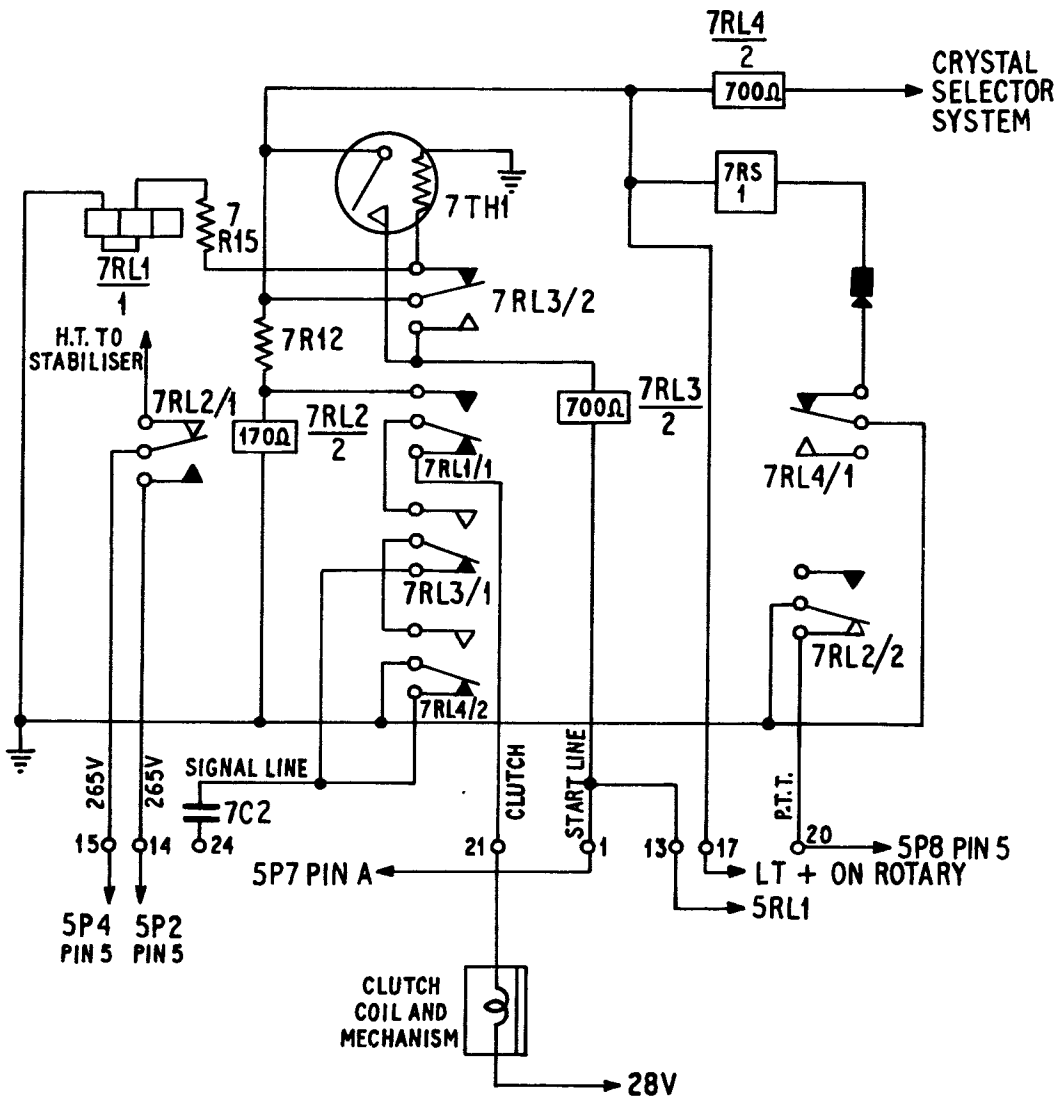 7RL4
2
700Ω
CRYSTAL
SELECTOR
SYSTEM
7RS
1
7TH1
7
R15
7RL1
1
7RL3/2
H.T. TO
STABILISER
7R12
7RL2/1
170Ω
7RL2
2
7RL1/1
700Ω
7RL3
2
7RL4/1
7RL3/1
7RL2/2
7RL4/2
265V
265V
SIGNAL LINE
7C2
CLUTCH
START LINE
P.T.T.
15
14
24
21
1
13
17
20
5P8 PIN 5
5P7 PIN A
LT + ON ROTARY
5RL1
5P4
PIN 5
5P2
PIN 5
CLUTCH
COIL AND
MECHANISM
28V